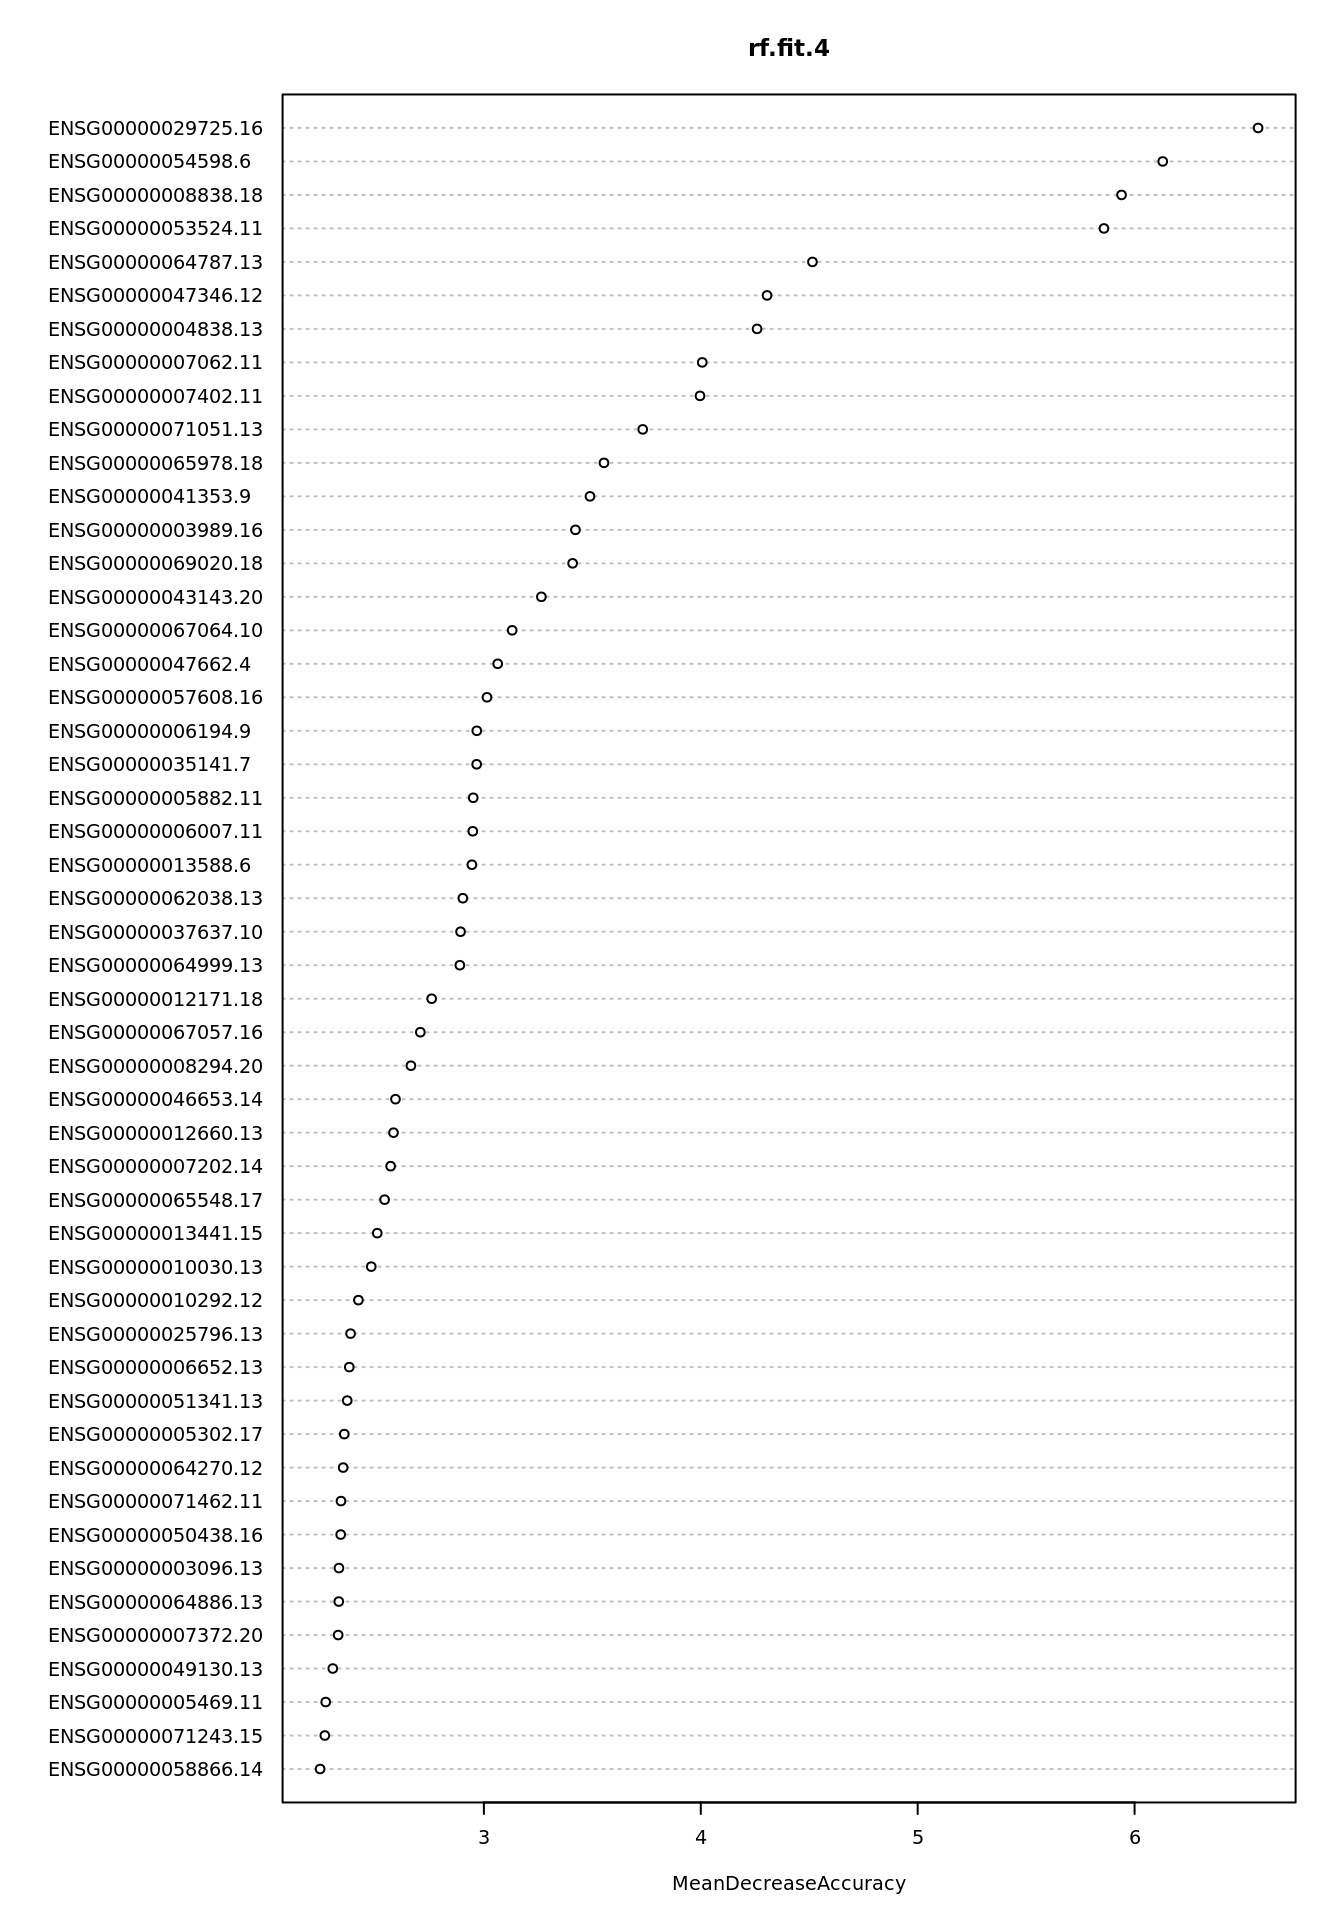 rf.fit.4
ENSG00000029725.16
ENSG00000054598.6
ENSG00000008838.18
ENSG00000053524.11
ENSG00000064787.13
ENSG00000047346.12
ENSG00000004838.13
ENSG00000007062.11
ENSG00000007402.11
ENSG00000071051.13
ENSG00000065978.18
ENSG00000041353.9
ENSG00000003989.16
ENSG00000069020.18
ENSG00000043143.20
ENSG00000067064.10
ENSG00000047662.4
ENSG00000057608.16
ENSG00000006194.9
ENSG00000035141.7
ENSG00000005882.11
ENSG00000006007.11
ENSG00000013588.6
ENSG00000062038.13
ENSG00000037637.10
ENSG00000064999.13
ENSG00000012171.18
ENSG00000067057.16
ENSG00000008294.20
ENSG00000046653.14
ENSG00000012660.13
ENSG00000007202.14
ENSG00000065548.17
ENSG00000013441.15
ENSG00000010030.13
ENSG00000010292.12
ENSG00000025796.13
ENSG00000006652.13
ENSG00000051341.13
ENSG00000005302.17
ENSG00000064270.12
ENSG00000071462.11
ENSG00000050438.16
ENSG00000003096.13
ENSG00000064886.13
ENSG00000007372.20
ENSG00000049130.13
ENSG00000005469.11
ENSG00000071243.15
ENSG00000058866.14
3 4 5 6
MeanDecreaseAccuracy